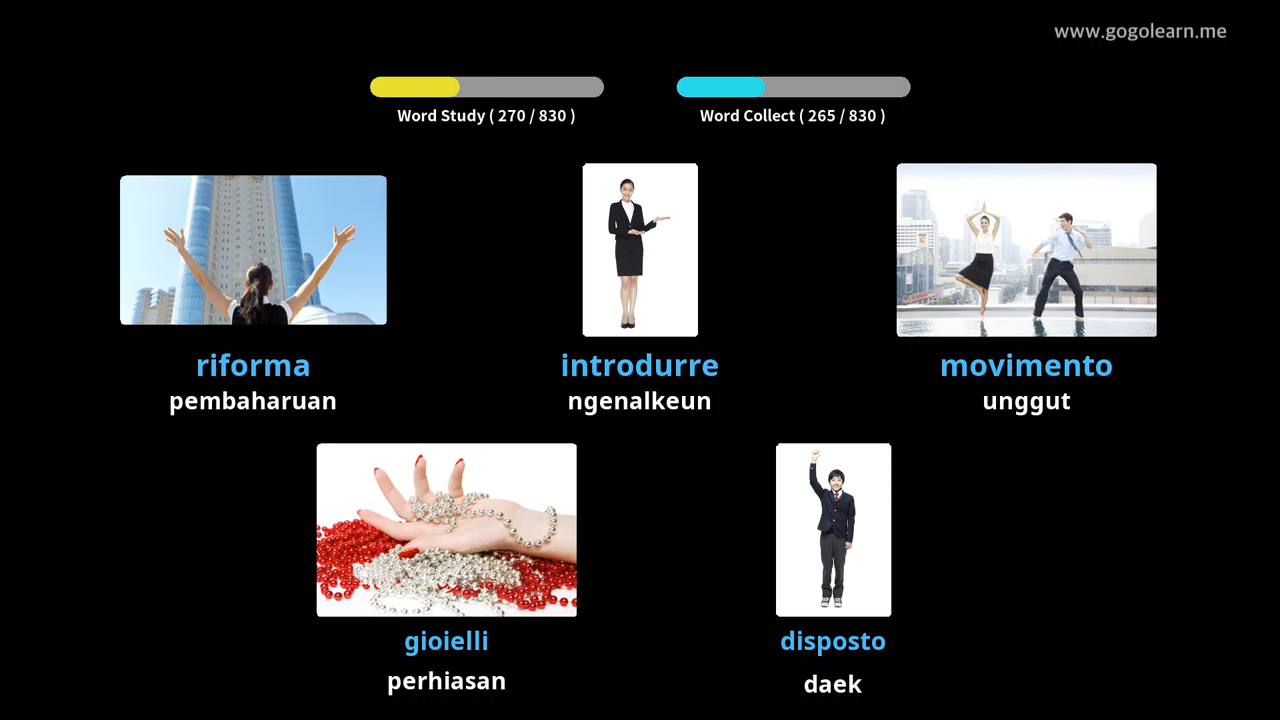 www.gogolearn.me
Word Study ( 270 / 830 )
Word Collect ( 265 / 830 )
riforma
pembaharuan
introdurre
ngenalkeun
movimento
unggut
gioielli
perhiasan
disposto
daek